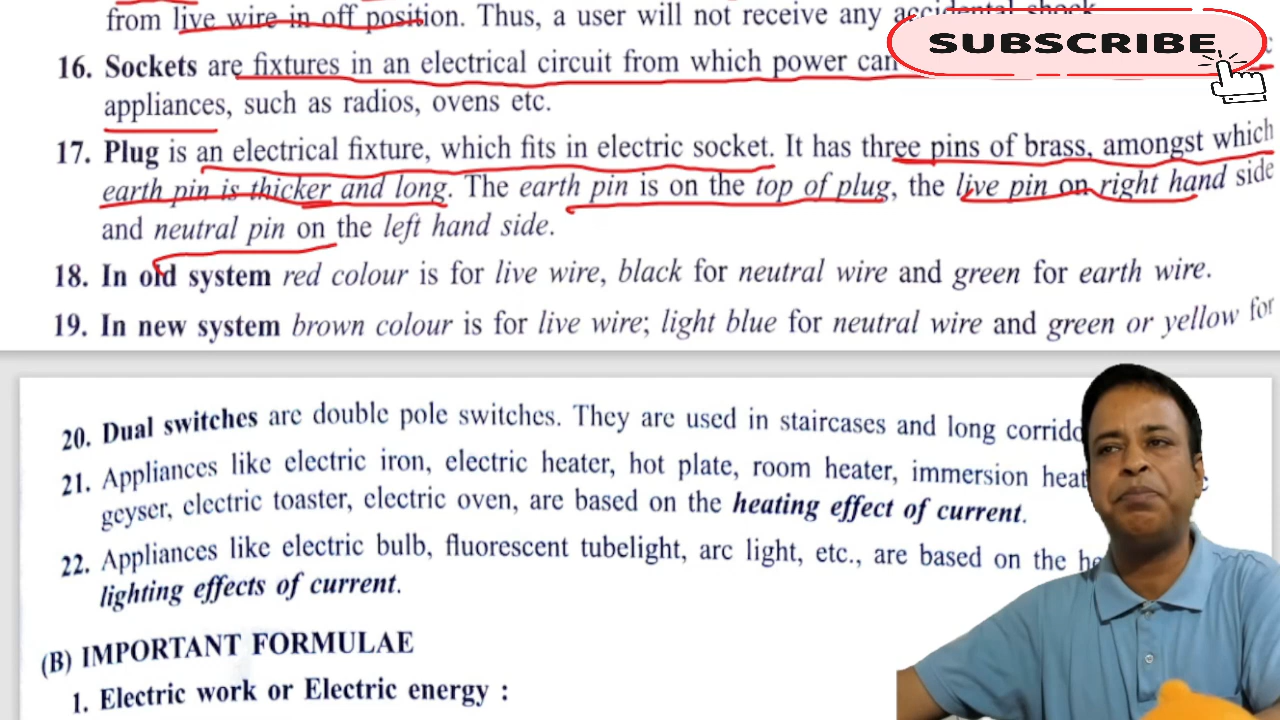 from live wire in off position. Thus, a user will not receive any accidental shock.
SUBSCRIBE
16. Sockets are fixtures in an electrical circuit from which power can
appliances, such as radios, ovens etc.
17. Plug is an electrical fixture, which fits in electric socket. It has three pins of brass, amongst which
earth pin is thicker and long. The earth pin is on the top of plug, the live pin on right hand side
and neutral pin on the left hand side.
18. In old system red colour is for live wire, black for neutral wire and green for earth wire.
19. In new system brown colour is for live wire; light blue for neutral wire and green or yellow for
20. Dual switches are double pole switches. They are used in staircases and long
21. Appliances like electric iron, electric heater, hot plate, room heater, immersion
geyser, electric toaster, electric oven, are based on the heating effect of current.
22. Appliances like electric bulb, fluorescent tubelight, arc light, etc., are based on the
lighting effects of current.
(B) IMPORTANT FORMULAE
1. Electric work or Electric energy :